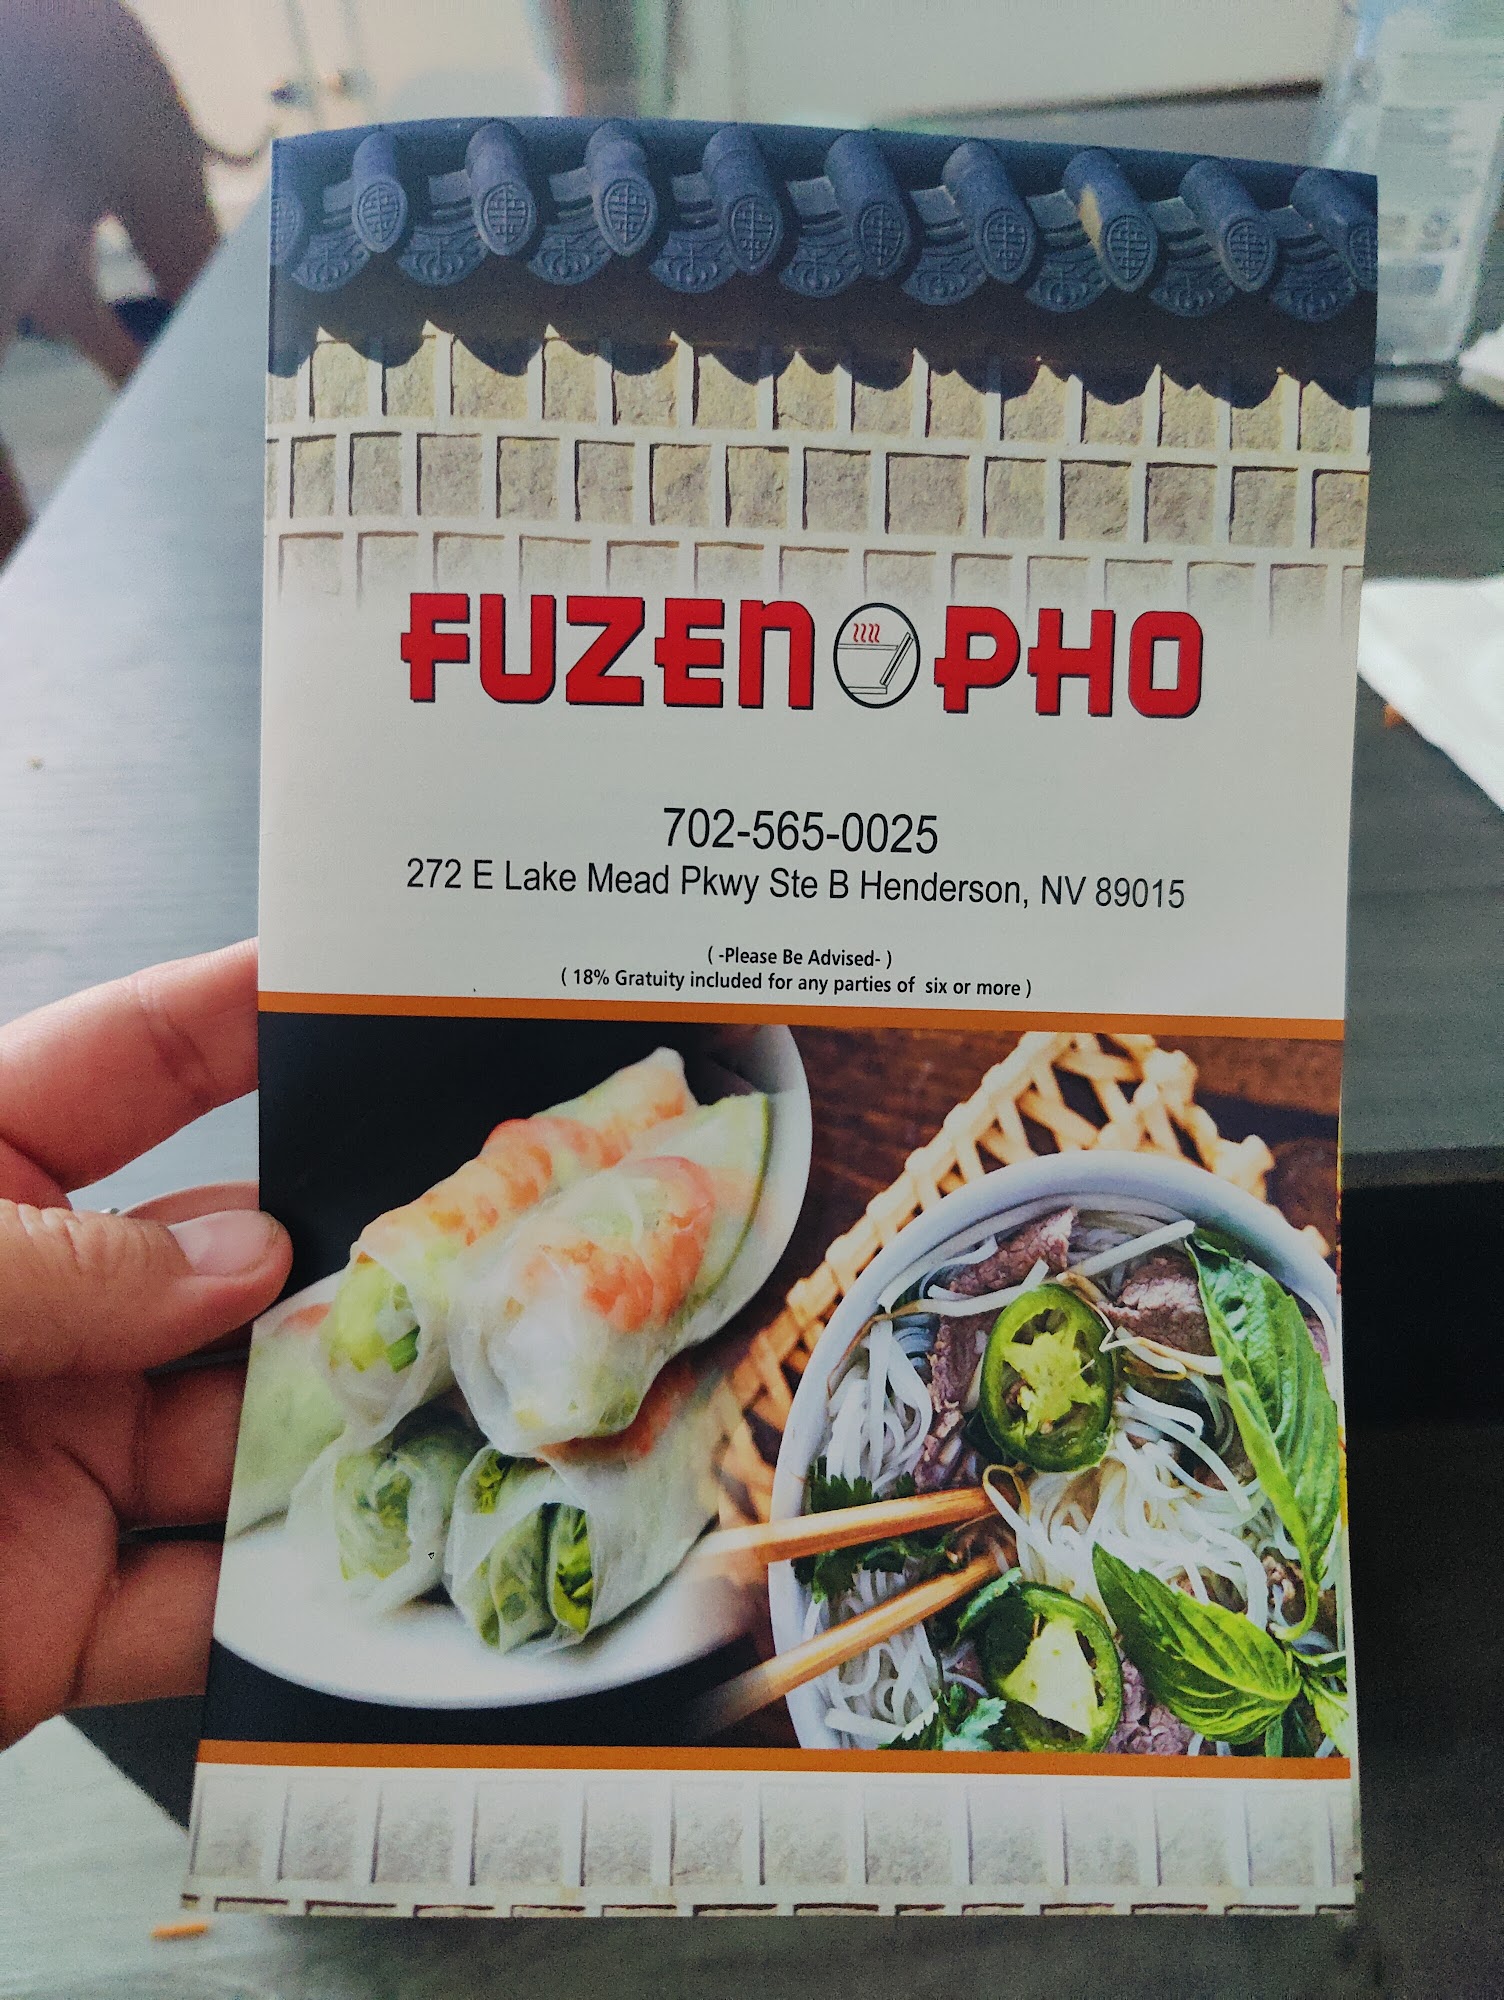 FUZEN PHO
702-565-0025
272 E Lake Mead Pkwy Ste B Henderson, NV 89015
( -Please Be Advised- )
( 18% Gratuity included for any parties of six or more )